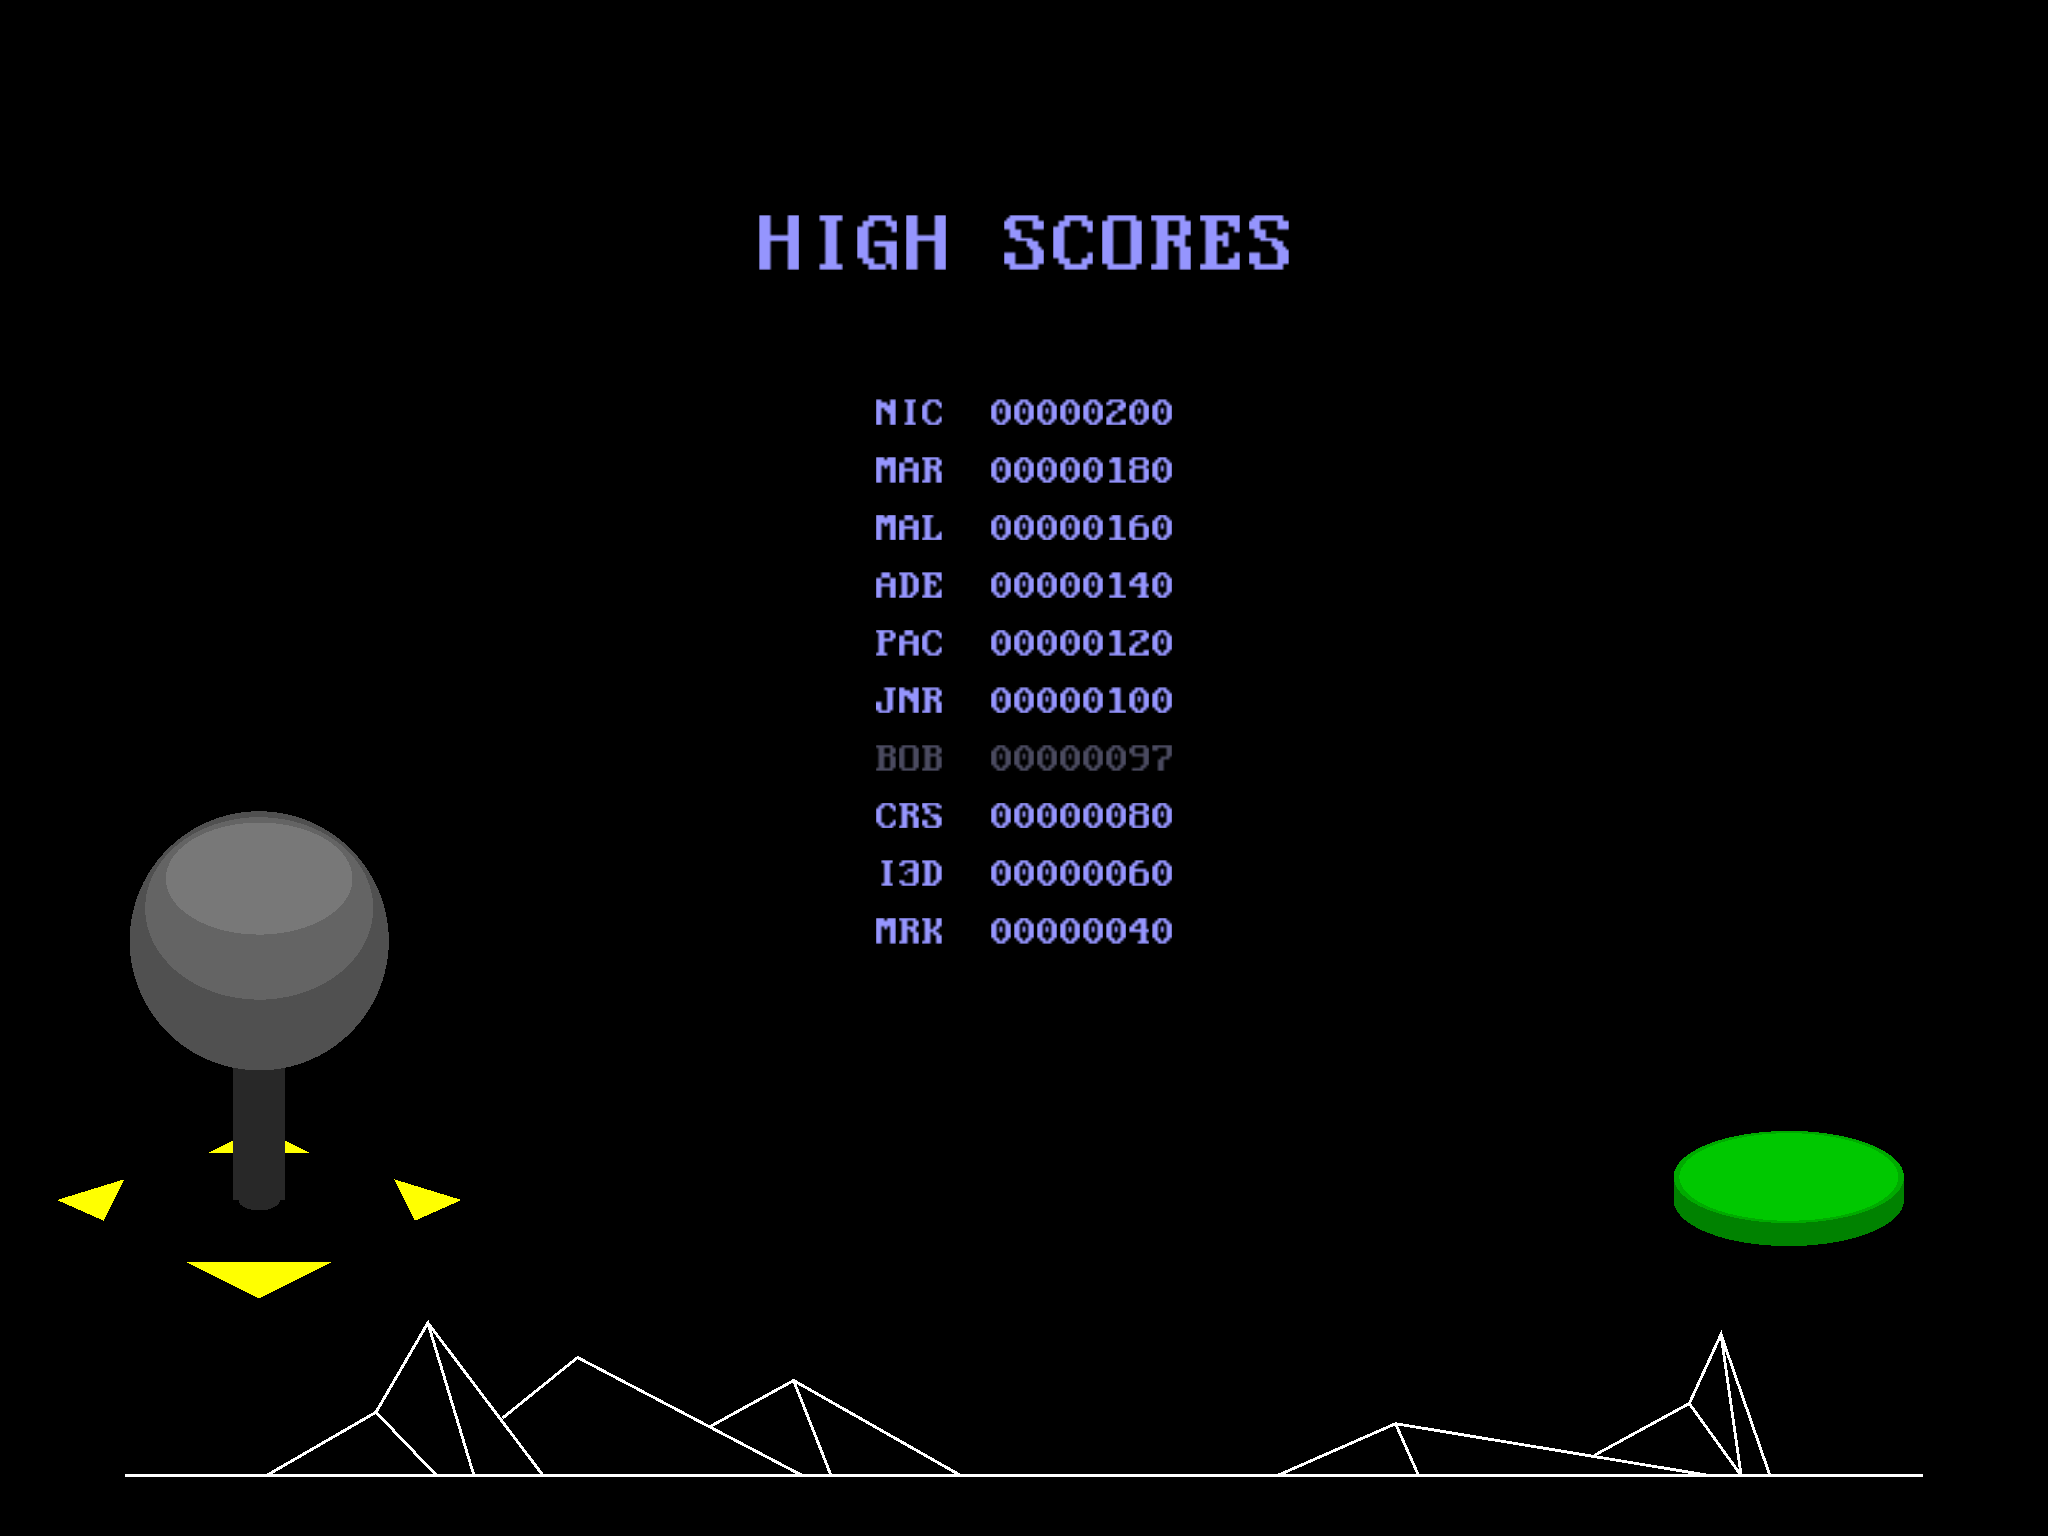 HIGH SCORES
NIC 00000200
MAR 00000180
MAL 00000160
ADE 00000140
PAC 00000120
JNR 00000100
BOB 00000097
CRS 00000080
I3D 00000060
MRK 00000040